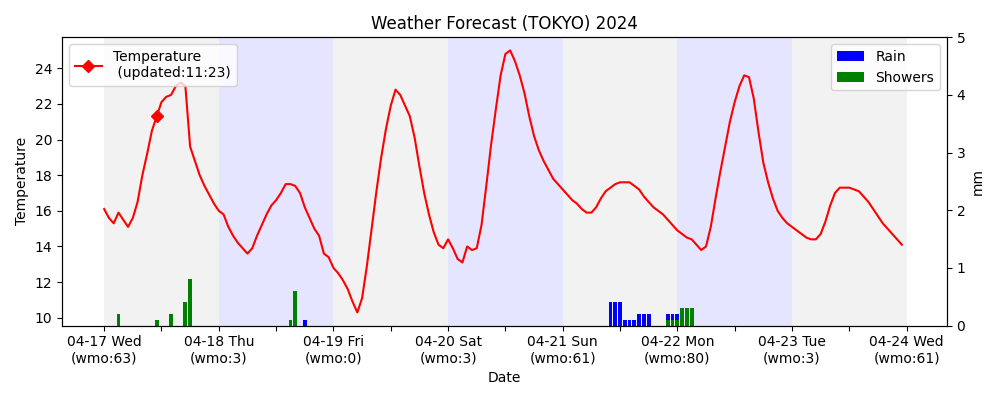 Weather Forecast (TOKYO) 2024
Temperature
(updated:11:23)
Rain
Showers
Temperature
24
22
20
18
16
14
12
10
5
4
3
2
1
0
mm
04-17 Wed
(wmo:63)
04-18 Thu
(wmo:3)
04-19 Fri
(wmo:0)
04-20 Sat
(wmo:3)
04-21 Sun
(wmo:61)
04-22 Mon
(wmo:80)
04-23 Tue
(wmo:3)
04-24 Wed
(wmo:61)
Date